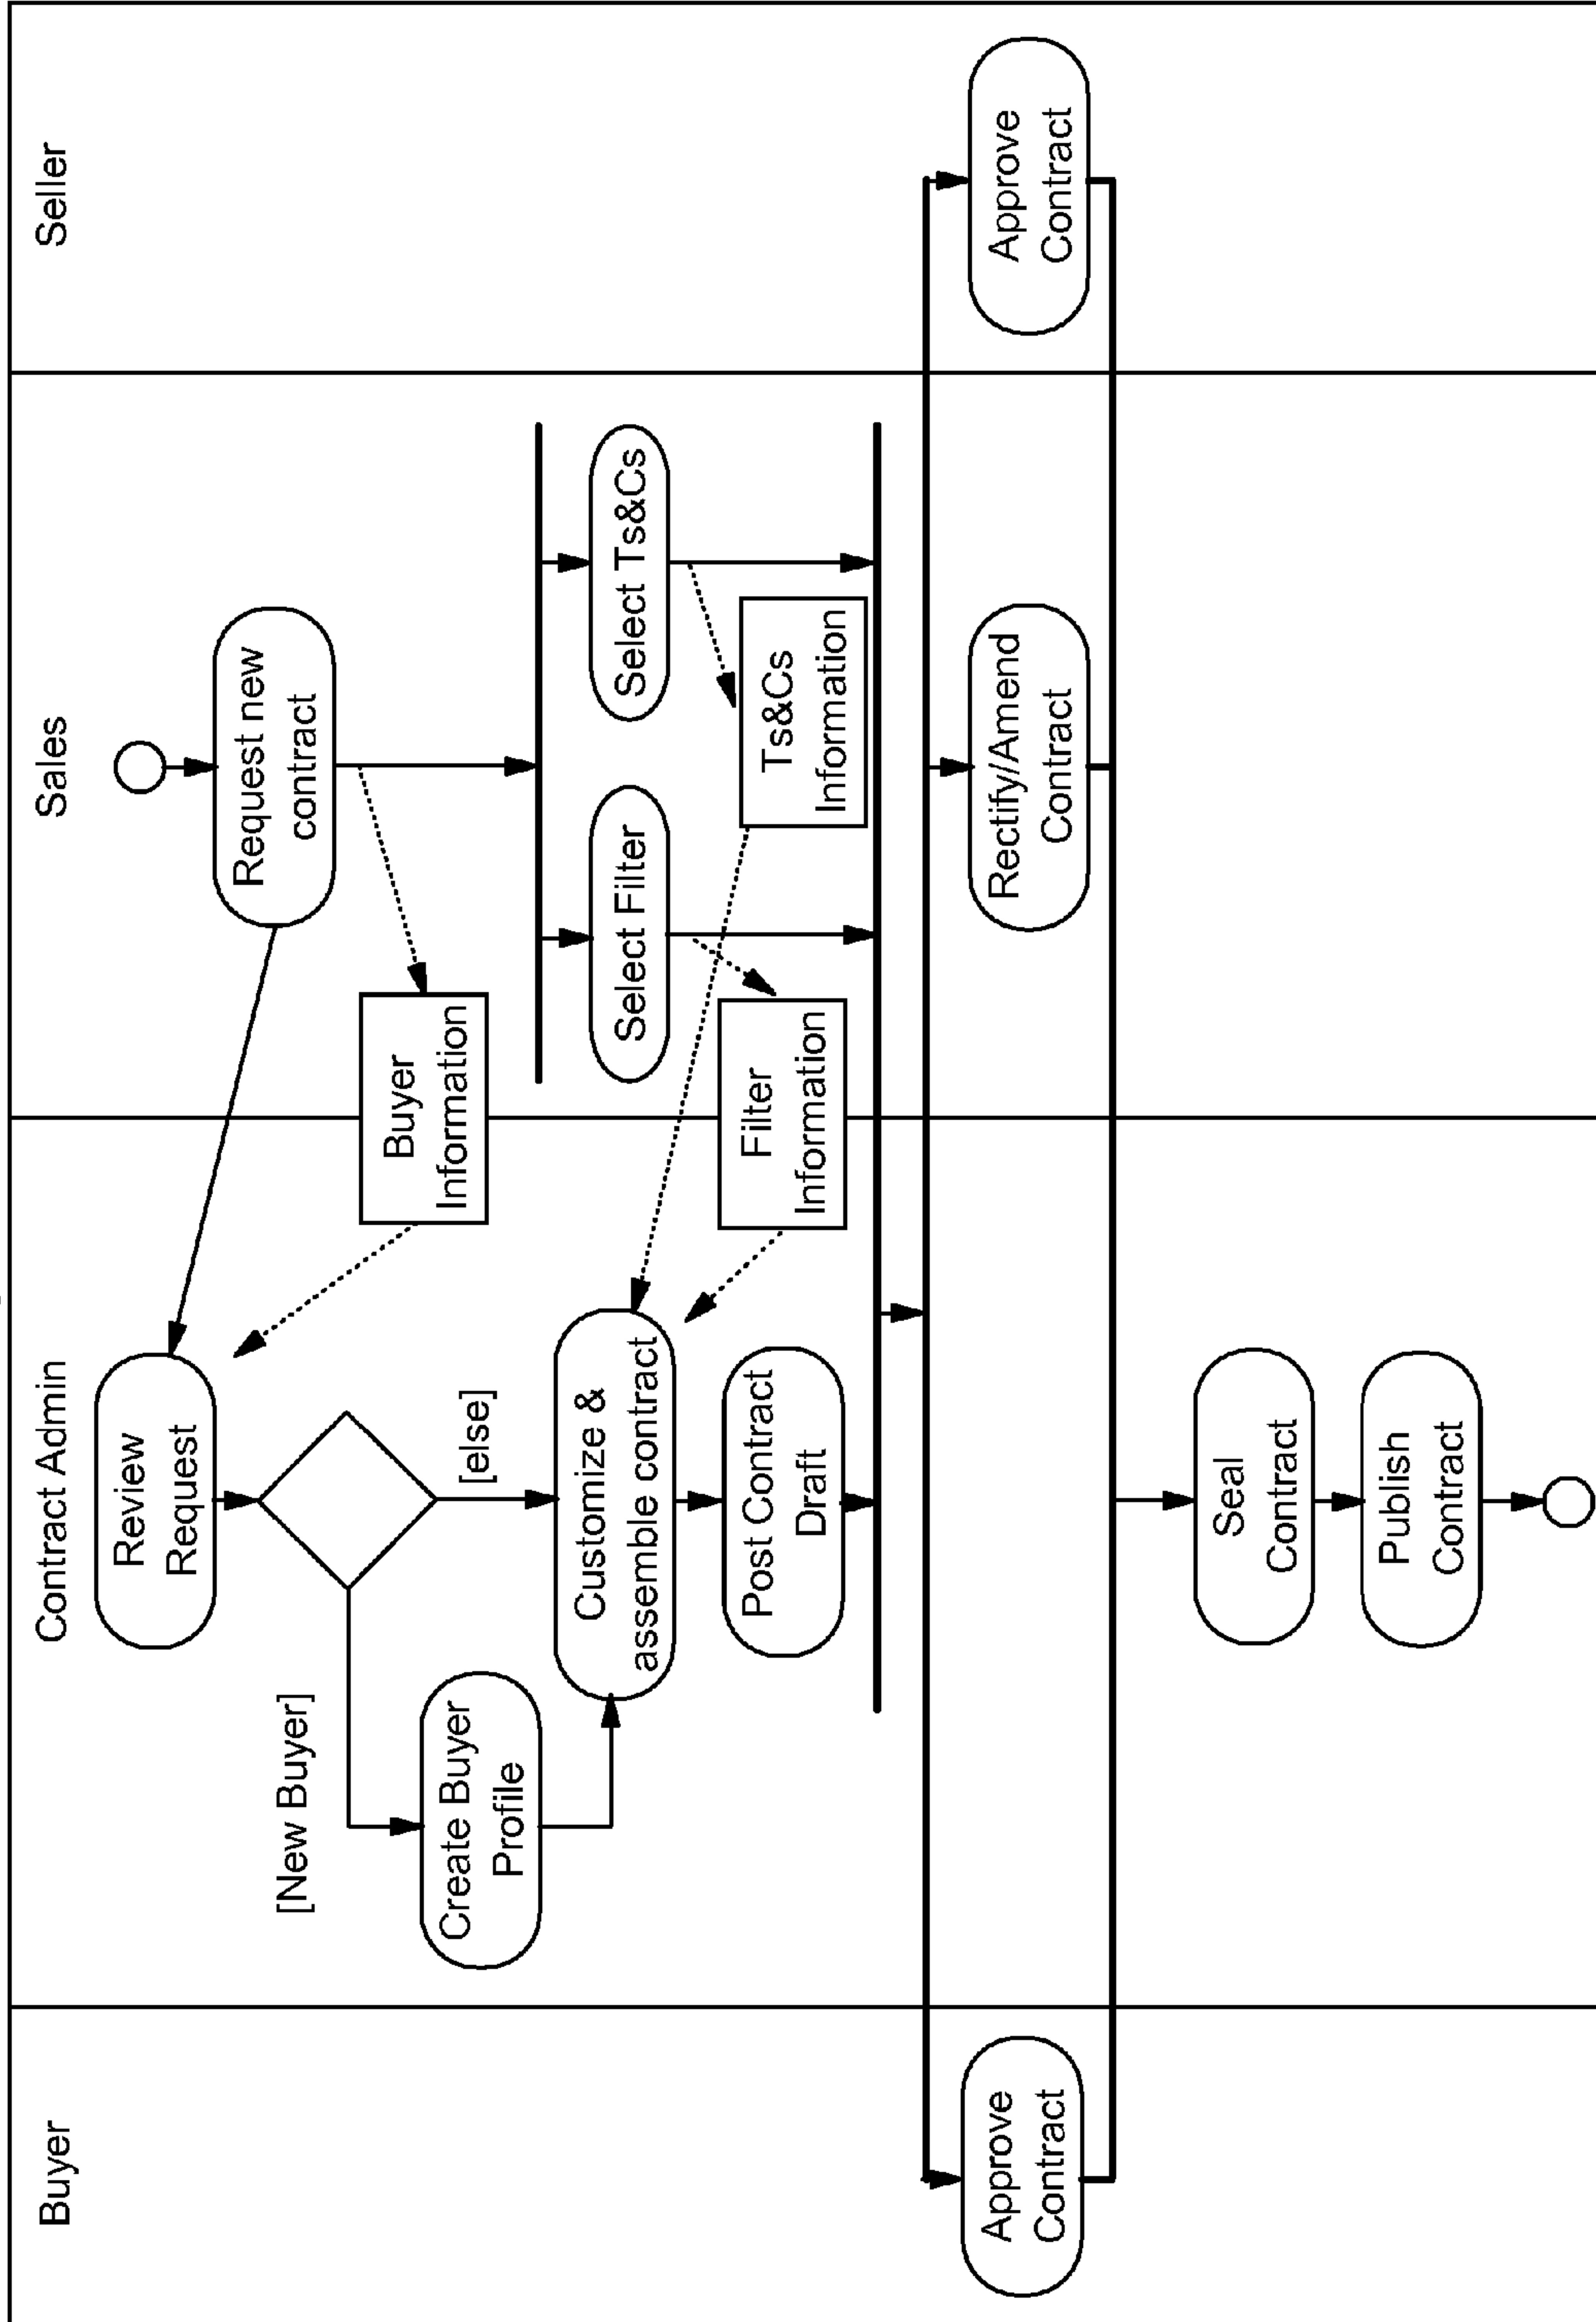 Buyer
Contract Admin
Sales
Seller
Review
Request
Request new
contract
[New Buyer]
Buyer
Information
Create Buyer
Profile
[else]
Customize &
assemble contract
Select Filter
Select Ts&Cs
Post Contract
Draft
Filter
Information
Ts&Cs
Information
Approve
Contract
Rectify/Amend
Contract
Approve
Contract
Seal
Contract
Publish
Contract